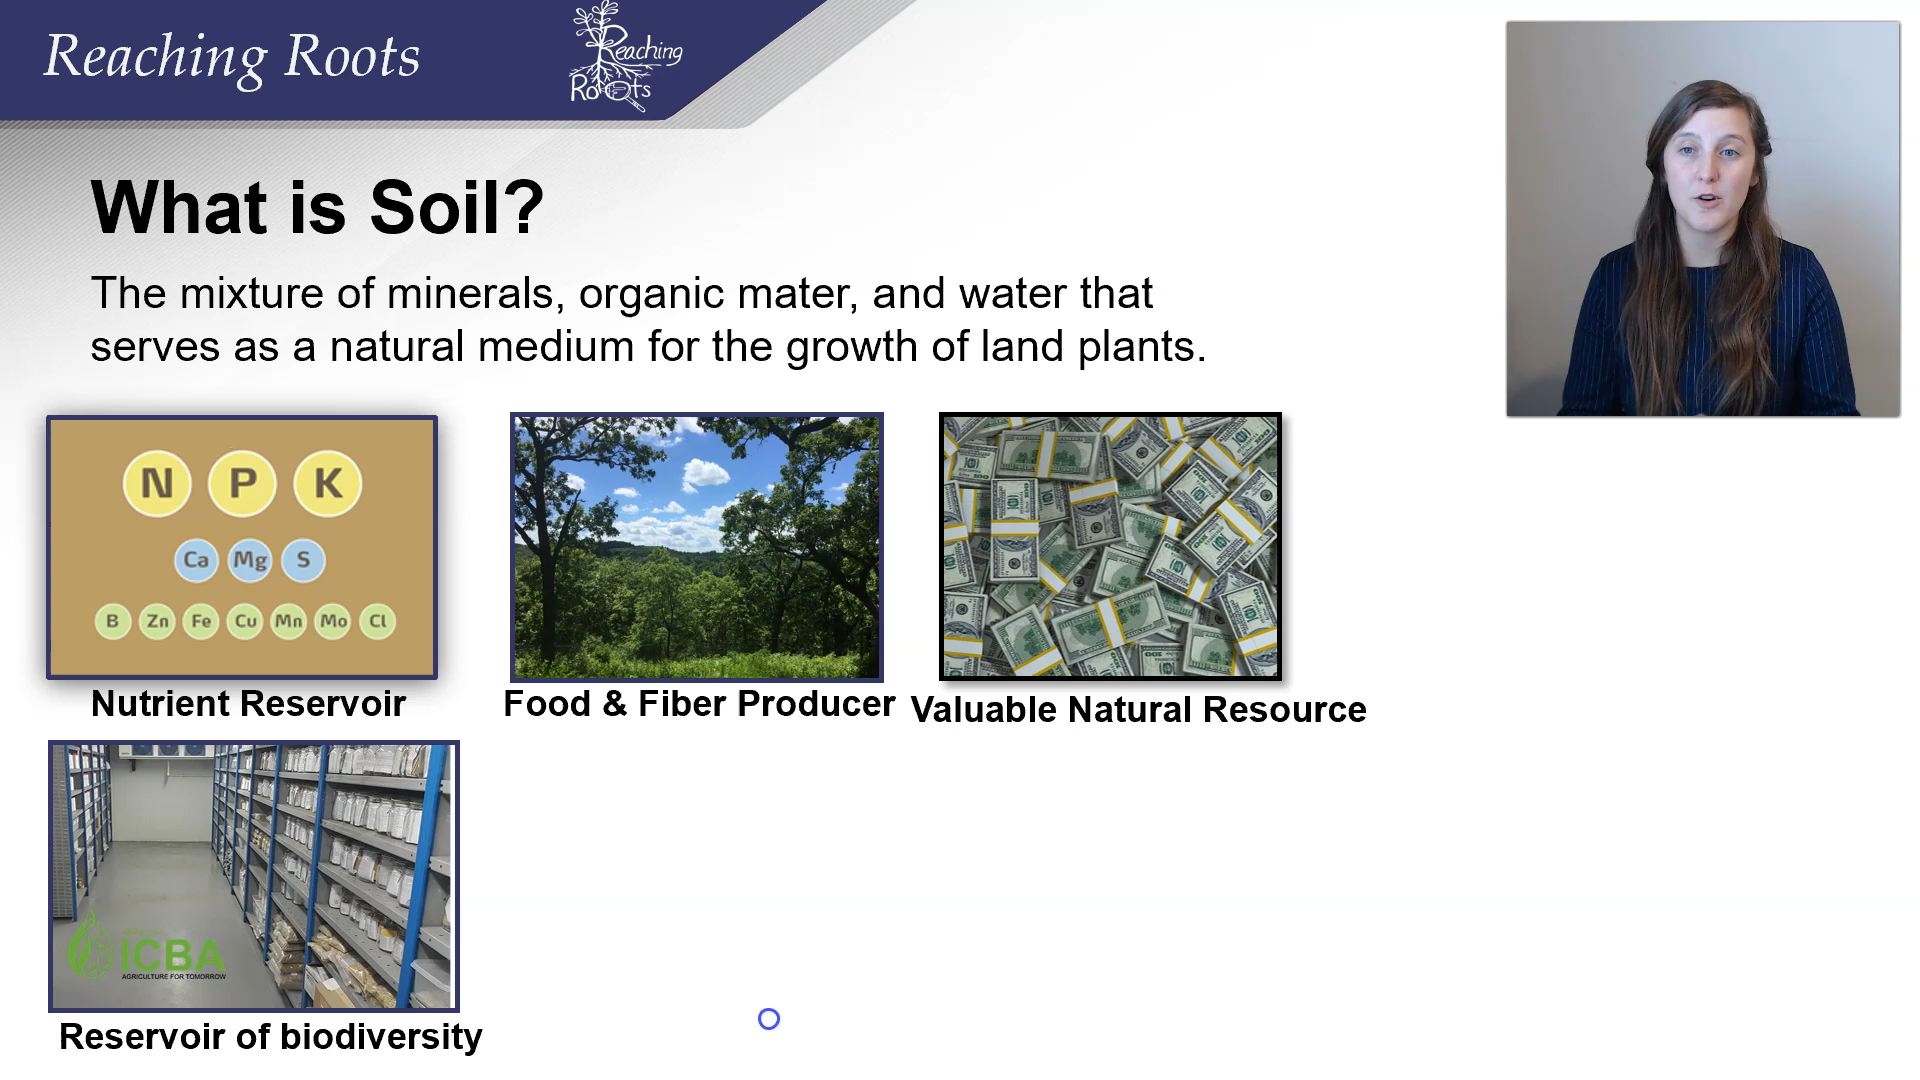 Reaching Roots
Reaching
Roots
What is Soil?
The mixture of minerals, organic mater, and water that
serves as a natural medium for the growth of land plants.
N P K
Ca Mg S
B Zn Fe Cu Mn Mo Cl
Nutrient Reservoir
Food & Fiber Producer
Valuable Natural Resource
ICBA
AGRICULTURE FOR TOMORROW
Reservoir of biodiversity